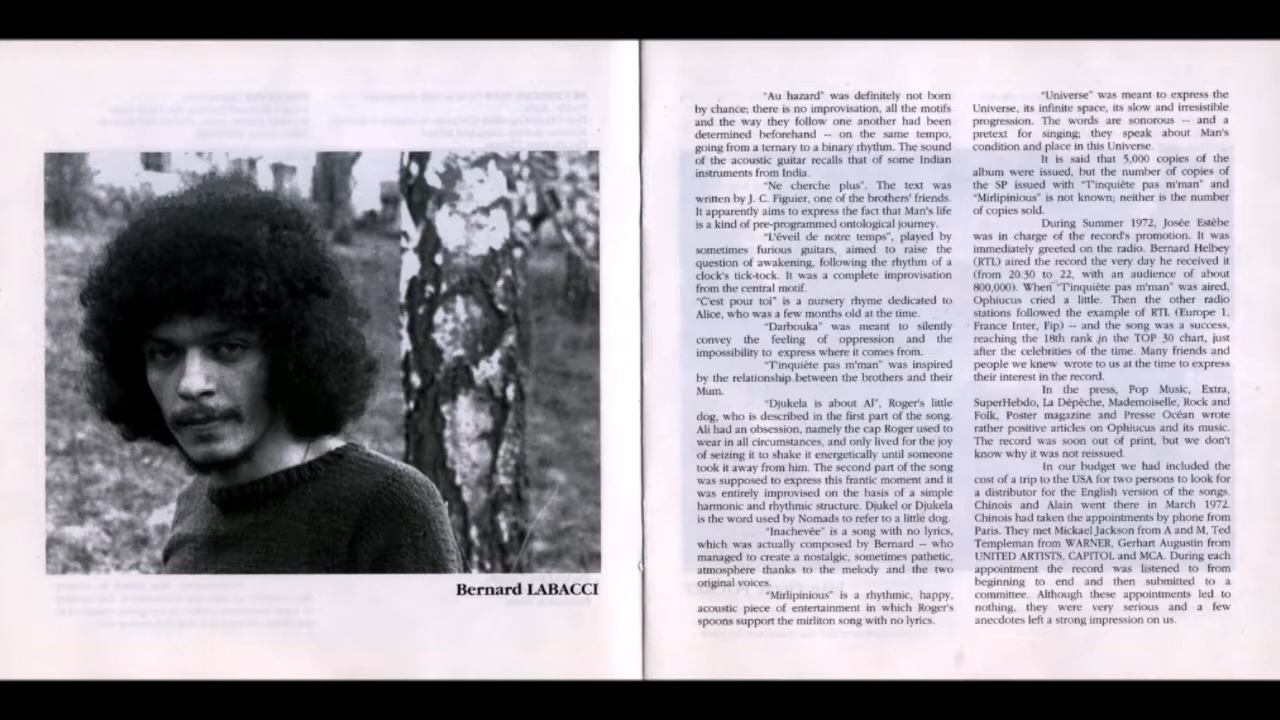 Bernard LABACCI
"Au hazard" was definitely not born
by chance; there is no improvisation, all the motifs
and the way they follow one another had been
determined beforehand -- on the same tempo,
going from a ternary to a binary rhythm. The sound
of the acoustic guitar recalls that of some Indian
instruments from India.
"Ne cherche plus". The text was
written by J. C. Figuier, one of the brothers' friends.
It apparently aims to express the fact that Man's life
is a kind of pre-programmed ontological journey.
"L'éveil de notre temps", played by
sometimes furious guitars, aimed to raise the
question of awakening, following the rhythm of a
clock's tick-tock. It was a complete improvisation
from the central motif.
"C'est pour toi" is a nursery rhyme dedicated to
Alice, who was a few months old at the time.
"Darbouka" was meant to silently
convey the feeling of oppression and the
impossibility to express where it comes from.
"T'inquiète pas m'man" was inspired
by the relationship between the brothers and their
Mum.
"Djukela is about Al", Roger's little
dog, who is described in the first part of the song.
Ali had an obsession, namely the cap Roger used to
wear in all circumstances, and only lived for the joy
of seizing it to shake it energetically until someone
took it away from him. The second part of the song
was supposed to express this frantic moment and it
was entirely improvised on the basis of a simple
harmonic and rhythmic structure. Djukel or Djukela
is the word used by Nomads to refer to a little dog.
"Inachevée" is a song with no lyrics,
which was actually composed by Bernard -- who
managed to create a nostalgic, sometimes pathetic,
atmosphere thanks to the melody and the two
original voices.
"Mirlipinious" is a rhythmic, happy,
acoustic piece of entertainment in which Roger's
spoons support the mirliton song with no lyrics.
"Universe" was meant to express the
Universe, its infinite space, its slow and irresistible
progression. The words are sonorous -- and a
pretext for singing; they speak about Man's
condition and place in this Universe.
It is said that 5,000 copies of the
album were issued, but the number of copies of
the SP issued with "T'inquiète pas m'man" and
"Mirlipinious" is not known; neither is the number
of copies sold.
During Summer 1972, Josée Estèbe
was in charge of the record's promotion. It was
immediately greeted on the radio. Bernard Helbey
(RTL) aired the record the very day he received it
(from 20.30 to 22, with an audience of about
800,000). When "T'inquiète pas m'man" was aired,
Ophiucus cried a little. Then the other radio
stations followed the example of RTL (Europe 1,
France Inter, Fip) -- and the song was a success,
reaching the 18th rank in the TOP 30 chart, just
after the celebrities of the time. Many friends and
people we knew wrote to us at the time to express
their interest in the record.
In the press, Pop Music, Extra,
SuperHebdo, La Dépèche, Mademoiselle, Rock and
Folk, Poster magazine and Presse Océan wrote
rather positive articles on Ophiucus and its music.
The record was soon out of print, but we don't
know why it was not reissued.
In our budget we had included the
cost of a trip to the USA for two persons to look for
a distributor for the English version of the songs.
Chinois and Alain went there in March 1972.
Chinois had taken the appointments by phone from
Paris. They met Mickael Jackson from A and M, Ted
Templeman from WARNER, Gerhart Augustin from
UNITED ARTISTS, CAPITOL and MCA. During each
appointment the record was listened to from
beginning to end and then submitted to a
committee. Although these appointments led to
nothing, they were very serious and a few
anecdotes left a strong impression on us.